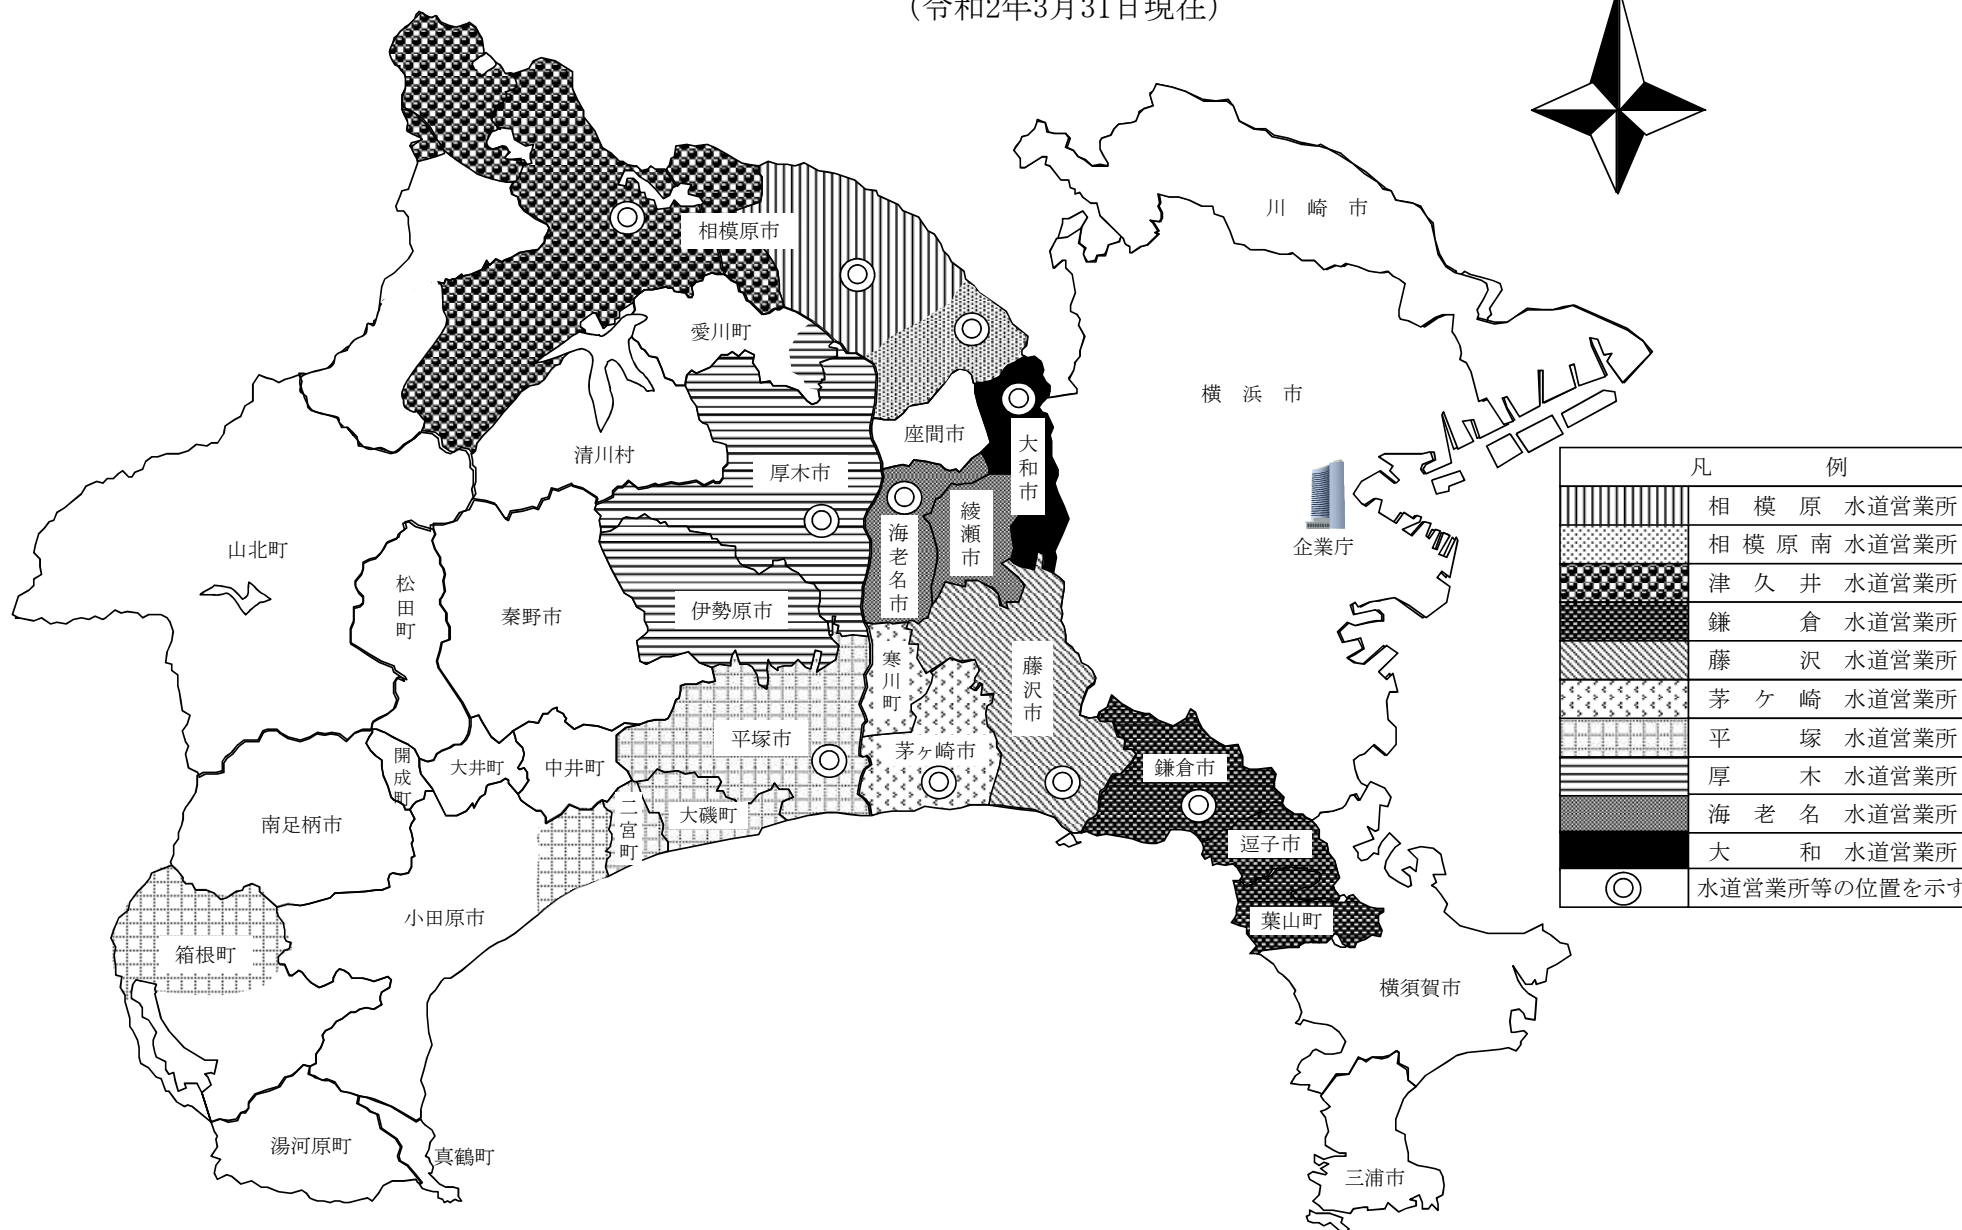 （令和2年3月31日現在）
川崎市
相模原市
愛川町
横浜市
座間市
大和市
清川村
厚木市
綾瀬市
海老名市
企業庁
山北町
松田町
秦野市
伊勢原市
寒川町
藤沢市
平塚市
茅ヶ崎市
鎌倉市
開成町
大井町
中井町
二宮町
大磯町
南足柄市
逗子市
小田原市
葉山町
箱根町
横須賀市
湯河原町
真鶴町
三浦市
凡例
相模原水道営業所
相模原南水道営業所
津久井水道営業所
鎌倉水道営業所
藤沢水道営業所
茅ケ崎水道営業所
平塚水道営業所
厚木水道営業所
海老名水道営業所
大和水道営業所
水道営業所等の位置を示す